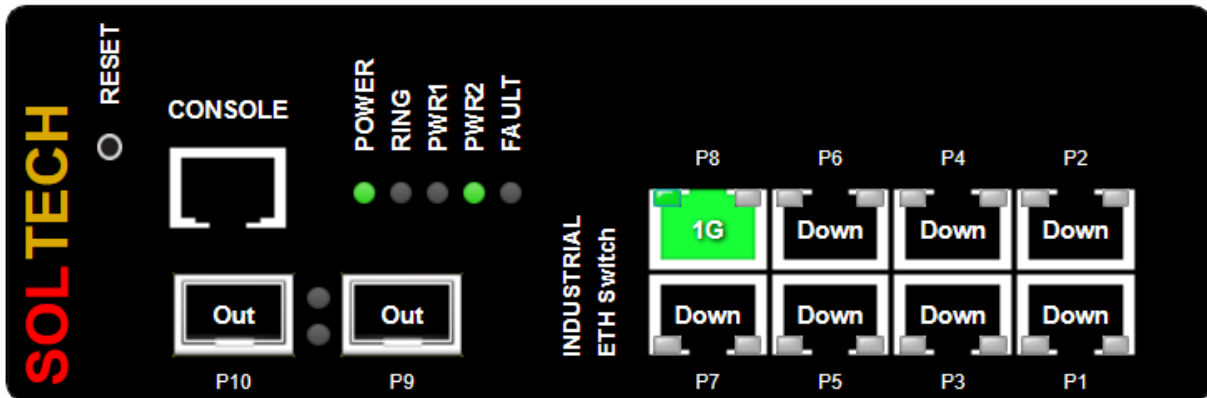 SOLTECH
RESET
CONSOLE
POWER
RING
PWR1
PWR2
FAULT
Out
Out
P10
P9
INDUSTRIAL
ETH Switch
P8 P6 P4 P2
1G Down Down Down
Down Down Down Down
P7 P5 P3 P1